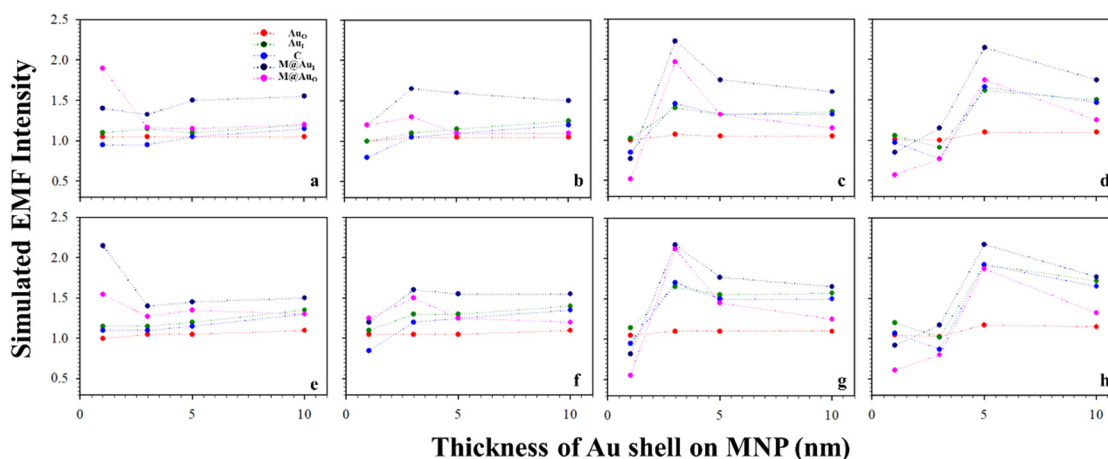 2.5
2.0
1.5
1.0
0.5
Au_O
Au_I
C
M@Au_I
M@Au_O
a
b
c
d
2.5
2.0
1.5
1.0
0.5
e
f
g
h
0 5 10 0 5 10 0 5 10 0 5 10
Simulated EMF Intensity
Thickness of Au shell on MNP (nm)